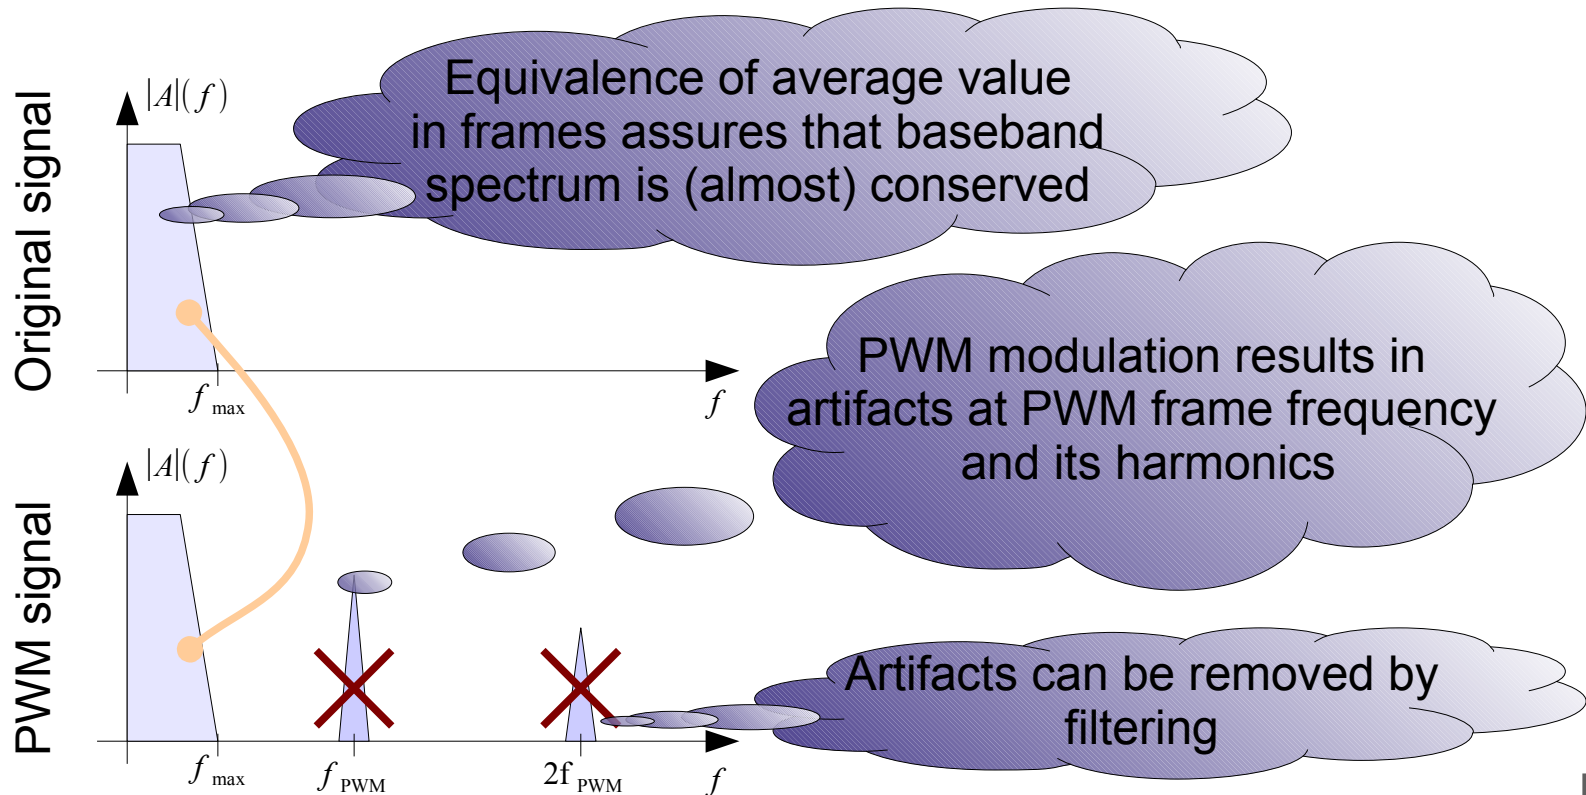 Original signal
|A|(f)
Equivalence of average value
in frames assures that baseband
spectrum is (almost) conserved
f max
f
PWM modulation results in
artifacts at PWM frame frequency
and its harmonics
PWM signal
|A|(f)
Artifacts can be removed by
filtering
f max
f PWM
2f PWM
f